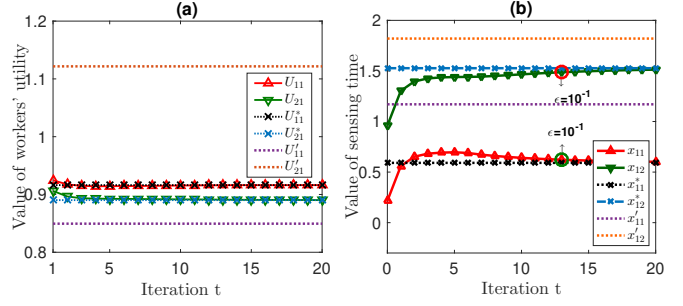 (a)
1.2
1.1
1
0.9
0.8
Value of workers' utility
1
5
10
15
20
Iteration t
U₁₁
U₂₁
U*₁₁
U*₂₁
U′₁₁
U′₂₁
(b)
2
1.5
1
0.5
0
Value of sensing time
0
5
10
15
20
Iteration t
ϵ=10⁻¹
ϵ=10⁻¹
x₁₁
x₁₂
x*₁₁
x*₁₂
x′₁₁
x′₁₂